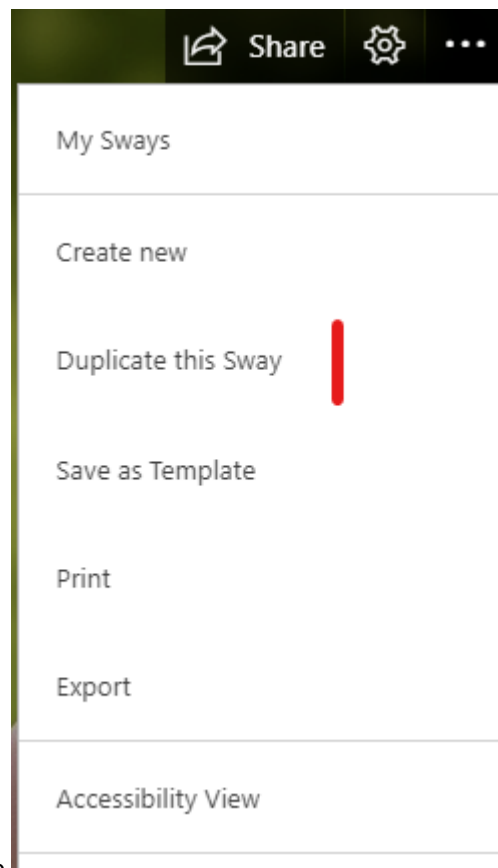 Share
My Sways
Create new
Duplicate this Sway
Save as Template
Print
Export
Accessibility View